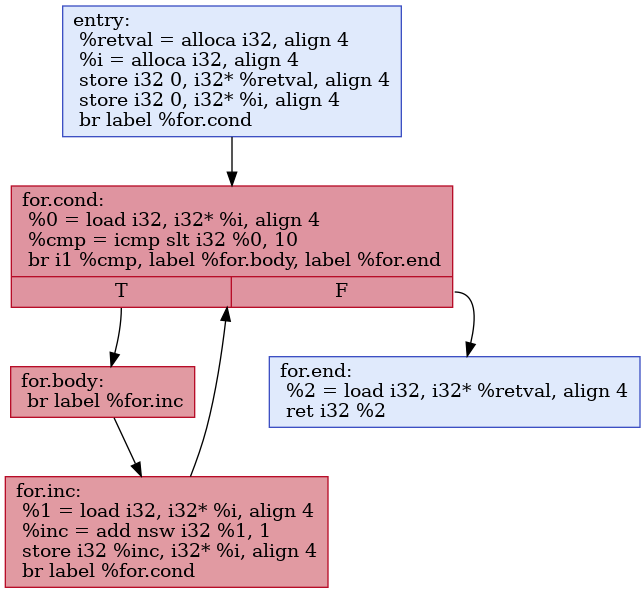 entry:
%retval = alloca i32, align 4
%i = alloca i32, align 4
store i32 0, i32* %retval, align 4
store i32 0, i32* %i, align 4
br label %for.cond
for.cond:
%0 = load i32, i32* %i, align 4
%cmp = icmp slt i32 %0, 10
br i1 %cmp, label %for.body, label %for.end
T F
for.body:
br label %for.inc
for.end:
%2 = load i32, i32* %retval, align 4
ret i32 %2
for.inc:
%1 = load i32, i32* %i, align 4
%inc = add nsw i32 %1, 1
store i32 %inc, i32* %i, align 4
br label %for.cond